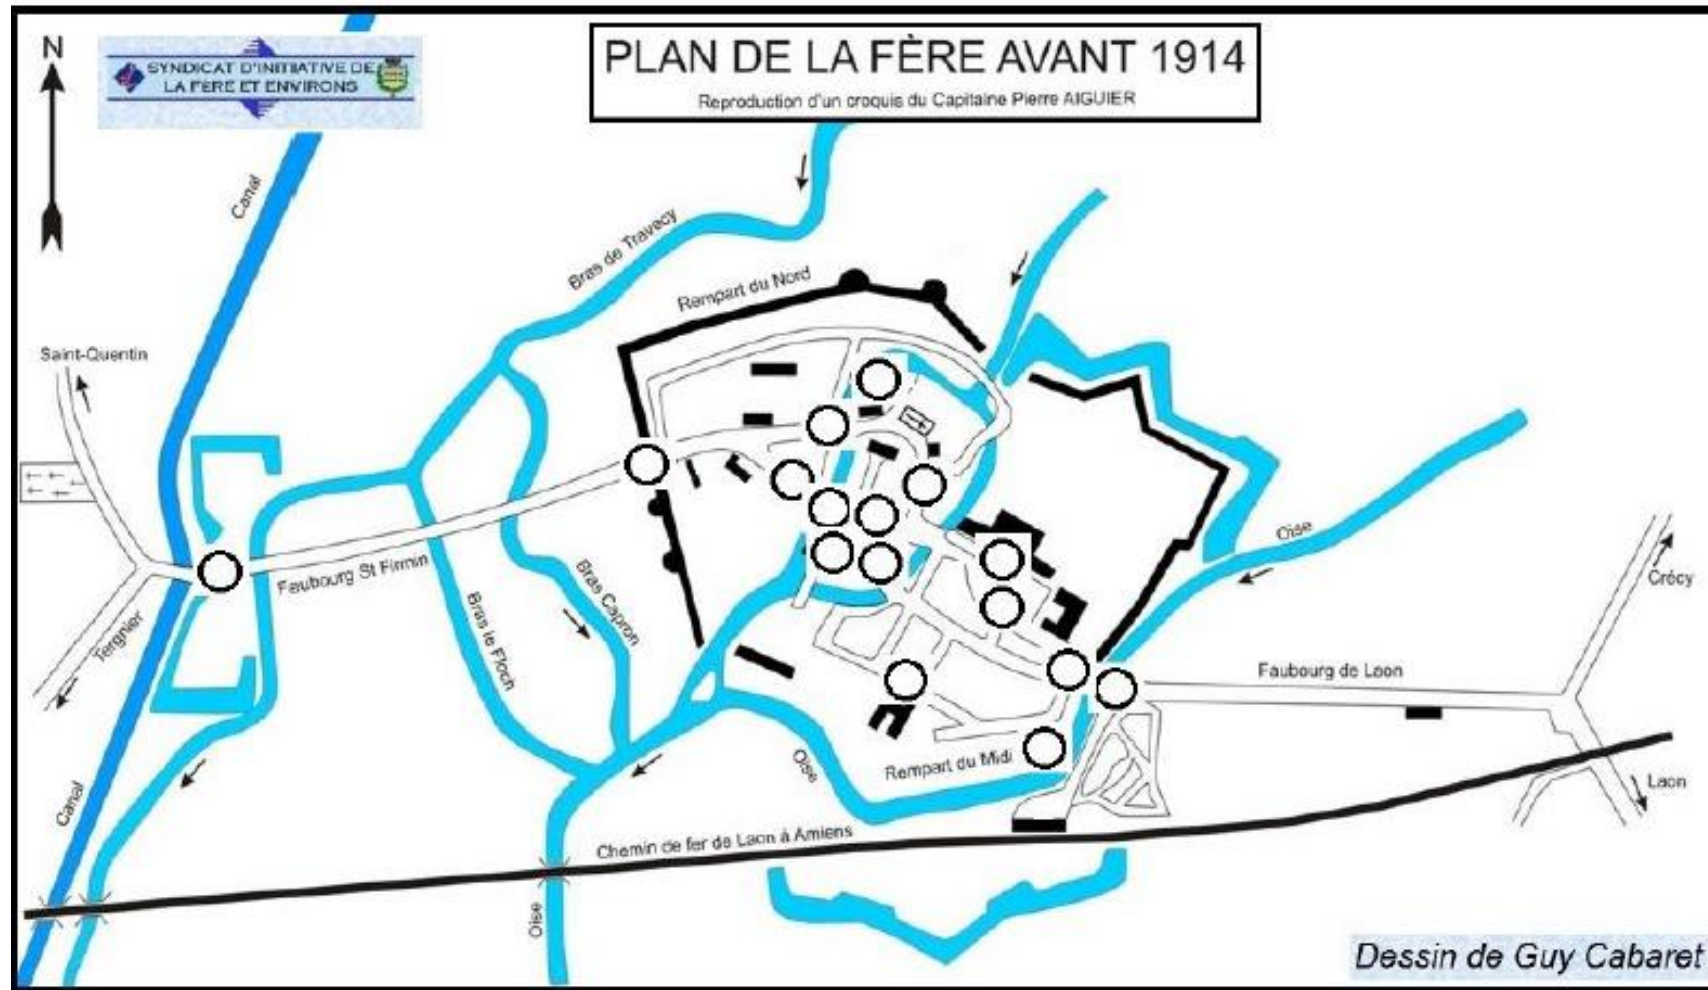 N
SYNDICAT D'INITIATIVE DE
LA FERE ET ENVIRONS
PLAN DE LA FÈRE AVANT 1914
Reproduction d'un croquis du Capitaine Pierre AIGUIER
Canal
Bras de Travecy
Rempart du Nord
Saint-Quentin
Oise
Crécy
Faubourg St Firmin
Bras Capron
Bras le Floch
Tergnier
Faubourg de Laon
Oise
Rempart du Midi
Laon
Canal
Chemin de fer de Laon à Amiens
Oise
Dessin de Guy Cabaret